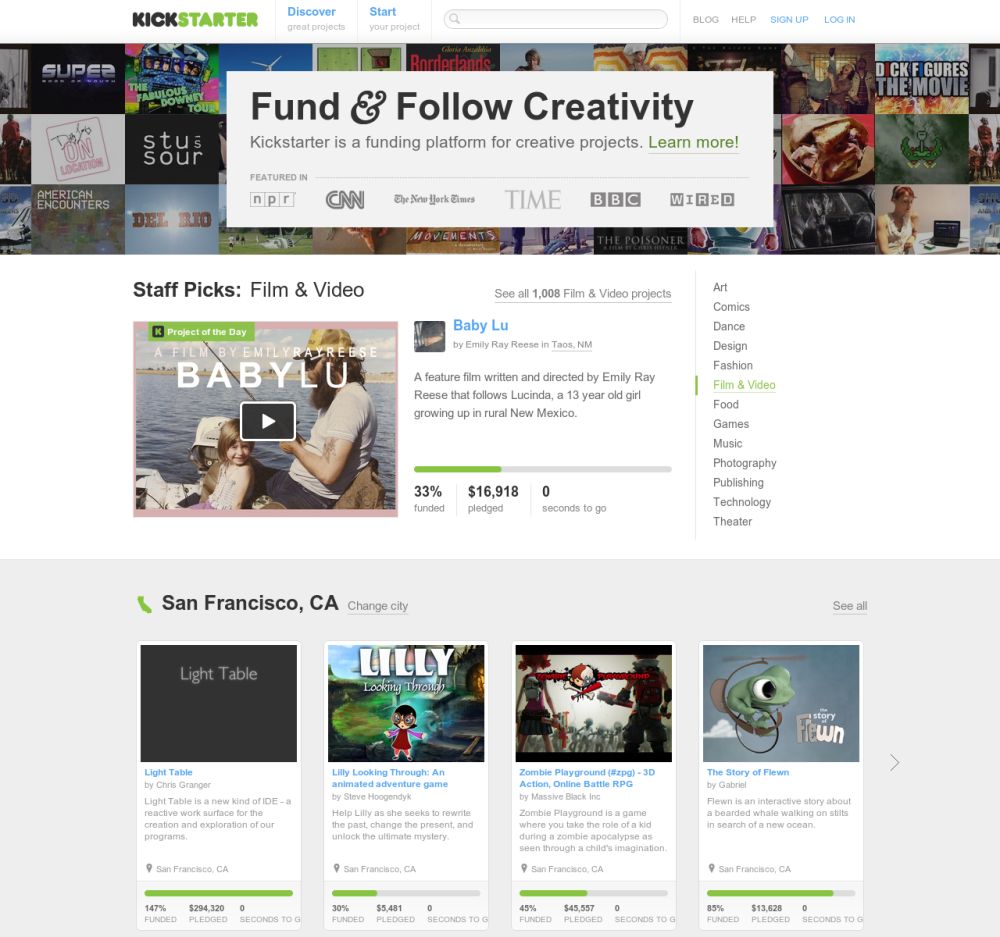 KICKSTARTER
Discover
great projects
Start
your project
BLOG HELP SIGN UP LOG IN
SUPER
THE FABULOUS DOWNEY TOUR
Gloria Anzaldúa
Borderlands
DICK FIGURES
THE MOVIE
ON
LOCATION
stus
sour
AMERICAN
ENCOUNTERS
DEL RIO
MOVEMENTS
THE POISONER
Fund & Follow Creativity
Kickstarter is a funding platform for creative projects. Learn more!
FEATURED IN
npr CNN The New York Times TIME BBC WIRED
Staff Picks: Film & Video
See all 1,008 Film & Video projects
K Project of the Day
A FILM BY EMILYRAYREESE
BABYLU
Baby Lu
by Emily Ray Reese in Taos, NM
A feature film written and directed by Emily Ray
Reese that follows Lucinda, a 13 year old girl
growing up in rural New Mexico.
33% $16,918 0
funded pledged seconds to go
Art
Comics
Dance
Design
Fashion
Film & Video
Food
Games
Music
Photography
Publishing
Technology
Theater
San Francisco, CA Change city
See all
Light Table
Light Table
by Chris Granger
Light Table is a new kind of IDE - a
reactive work surface for the
creation and exploration of our
programs.
San Francisco, CA
147% $294,320 0
FUNDED PLEDGED SECONDS TO G
LILLY
Looking Through
Lilly Looking Through: An
animated adventure game
by Steve Hoogendyk
Help Lilly as she seeks to rewrite
the past, change the present, and
unlock the ultimate mystery.
San Francisco, CA
30% $5,481 0
FUNDED PLEDGED SECONDS TO G
ZOMBIE PLAYGROUND
Zombie Playground (#zpg) - 3D
Action, Online Battle RPG
by Massive Black Inc
Zombie Playground is a game
where you take the role of a kid
during a zombie apocalypse as
seen through a child's imagination.
San Francisco, CA
45% $45,557 0
FUNDED PLEDGED SECONDS TO G
the
story
of
Flewn
The Story of Flewn
by Gabriel
Flewn is an interactive story about
a bearded whale walking on stilts
in search of a new ocean.
San Francisco, CA
85% $13,628 0
FUNDED PLEDGED SECONDS TO G